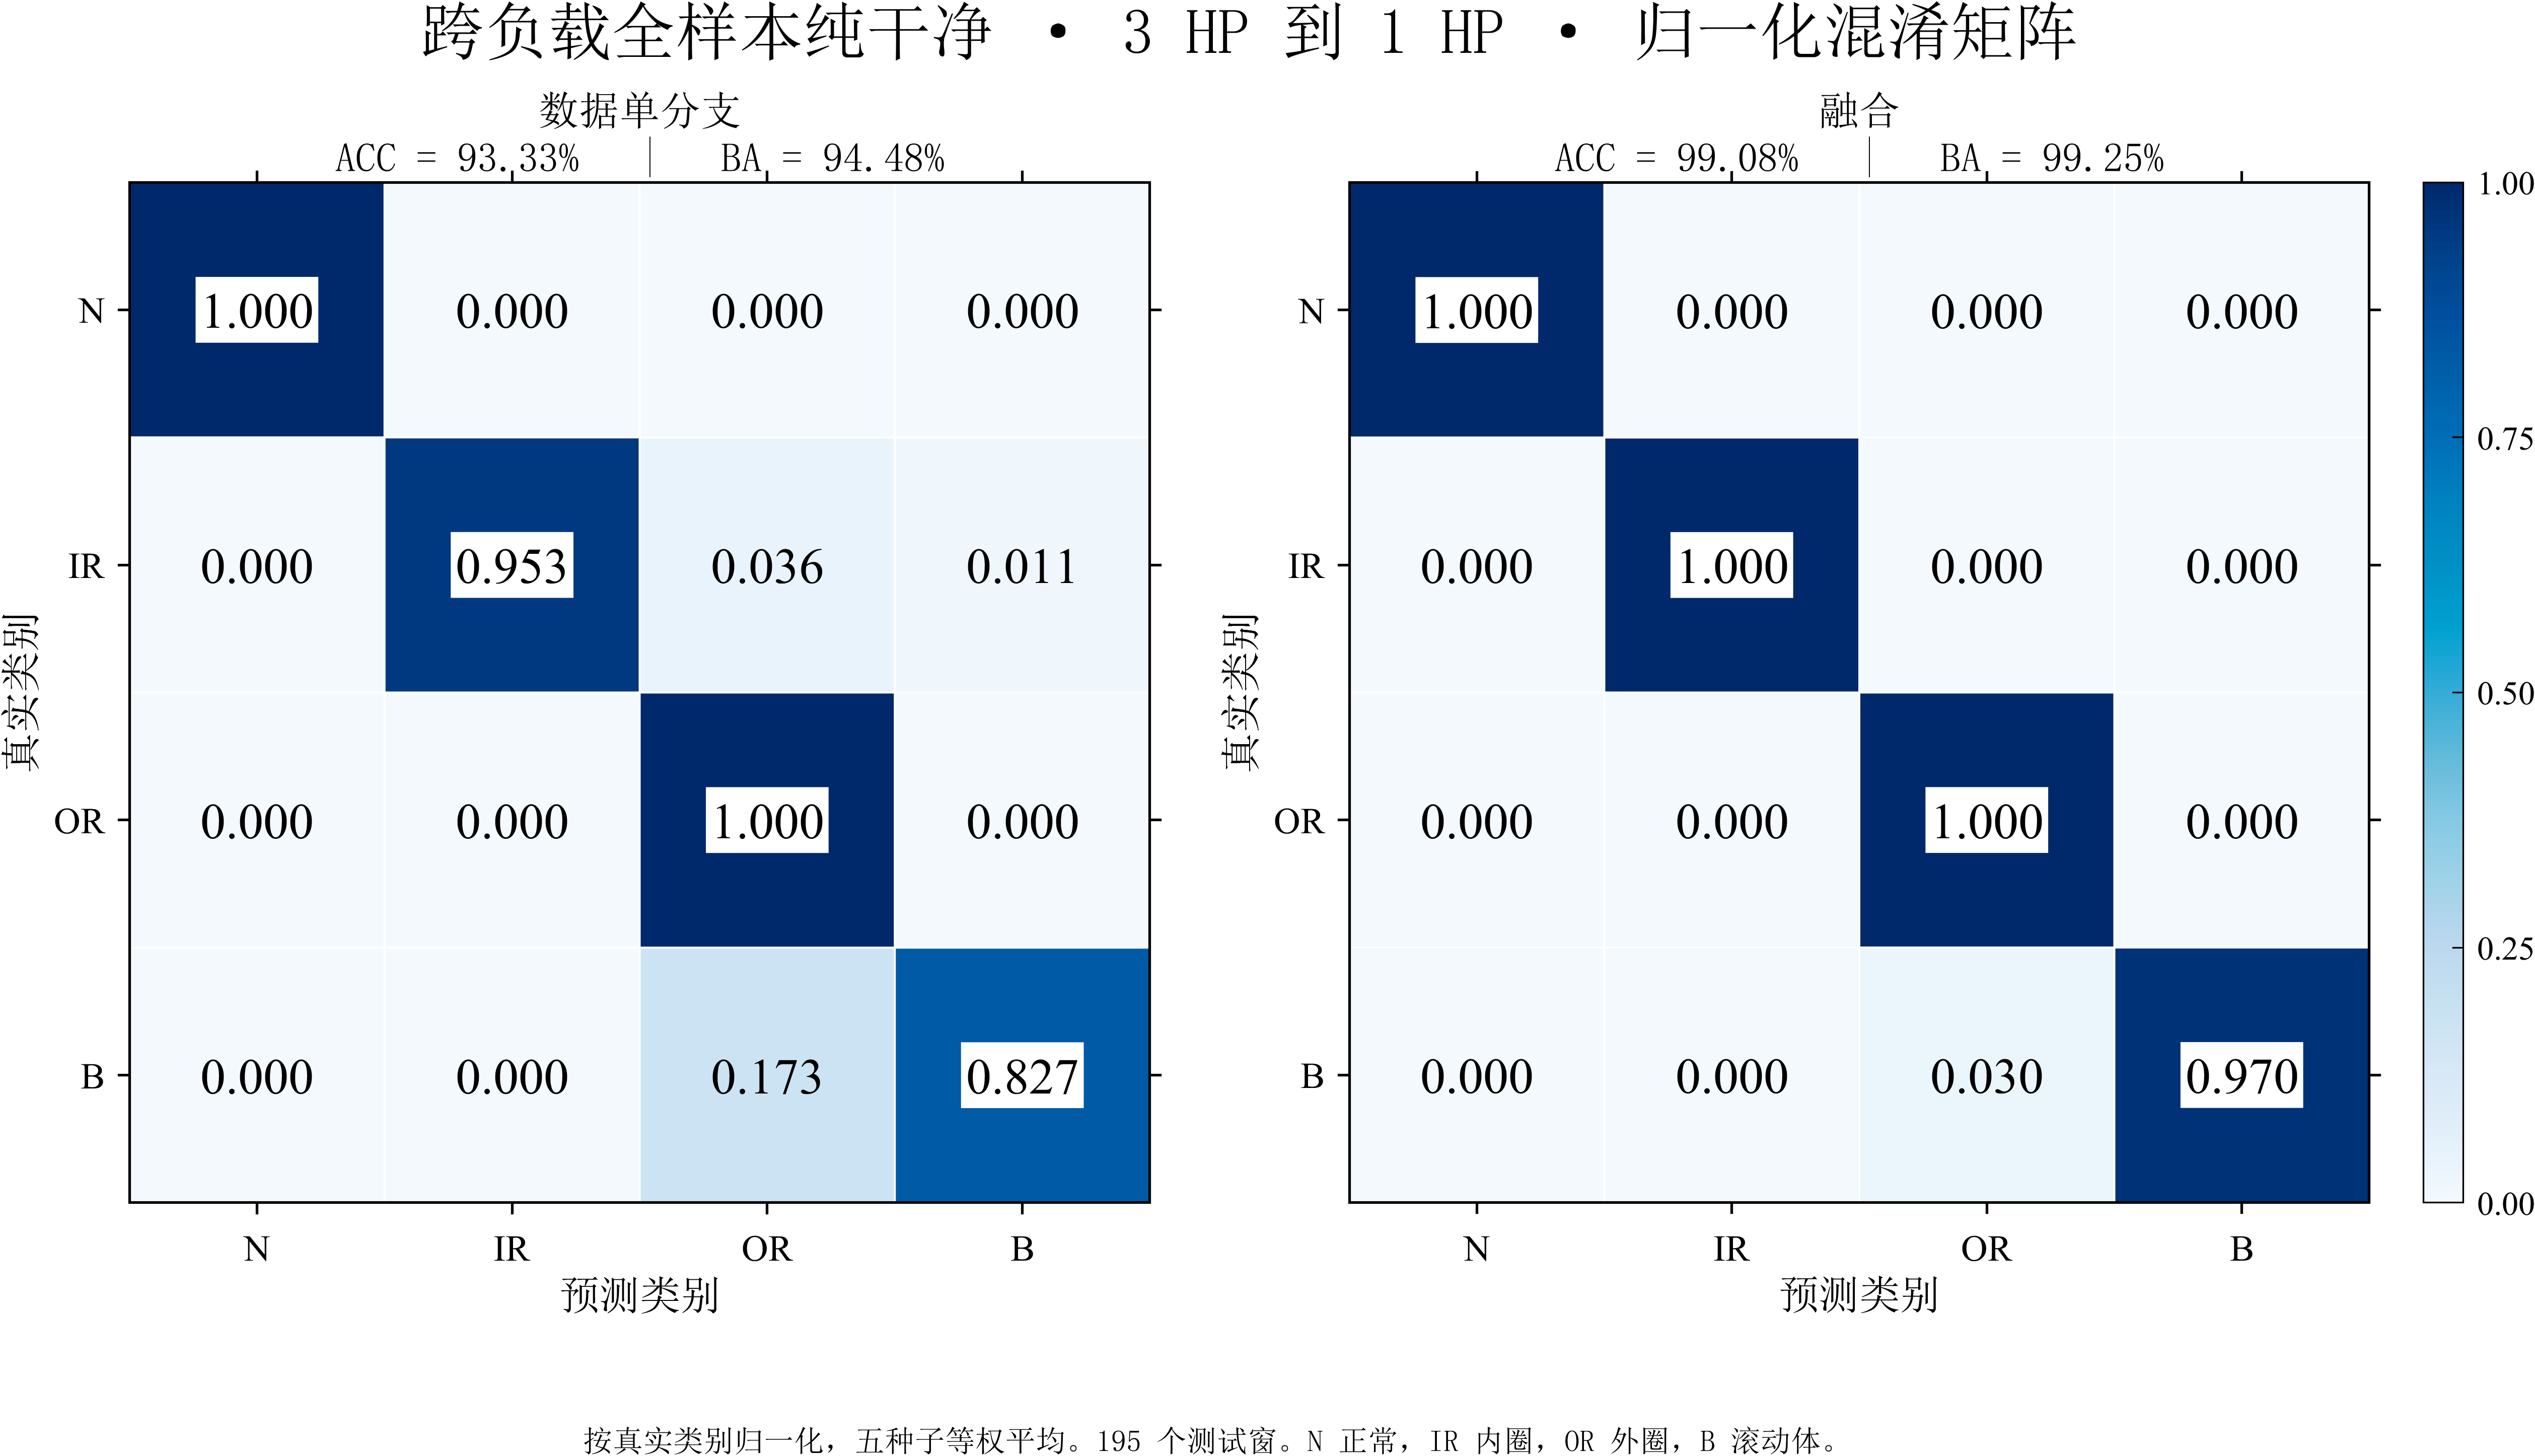 跨负载全样本纯干净 · 3 HP 到 1 HP · 归一化混淆矩阵
数据单分支
ACC = 93.33% | BA = 94.48%
N
1.000 0.000 0.000 0.000
IR
0.000 0.953 0.036 0.011
OR
0.000 0.000 1.000 0.000
B
0.000 0.000 0.173 0.827
N IR OR B
真实类别
预测类别
融合
ACC = 99.08% | BA = 99.25%
N
1.000 0.000 0.000 0.000
IR
0.000 1.000 0.000 0.000
OR
0.000 0.000 1.000 0.000
B
0.000 0.000 0.030 0.970
N IR OR B
真实类别
预测类别
1.00
0.75
0.50
0.25
0.00
按真实类别归一化，五种子等权平均。195 个测试窗。N 正常，IR 内圈，OR 外圈，B 滚动体。